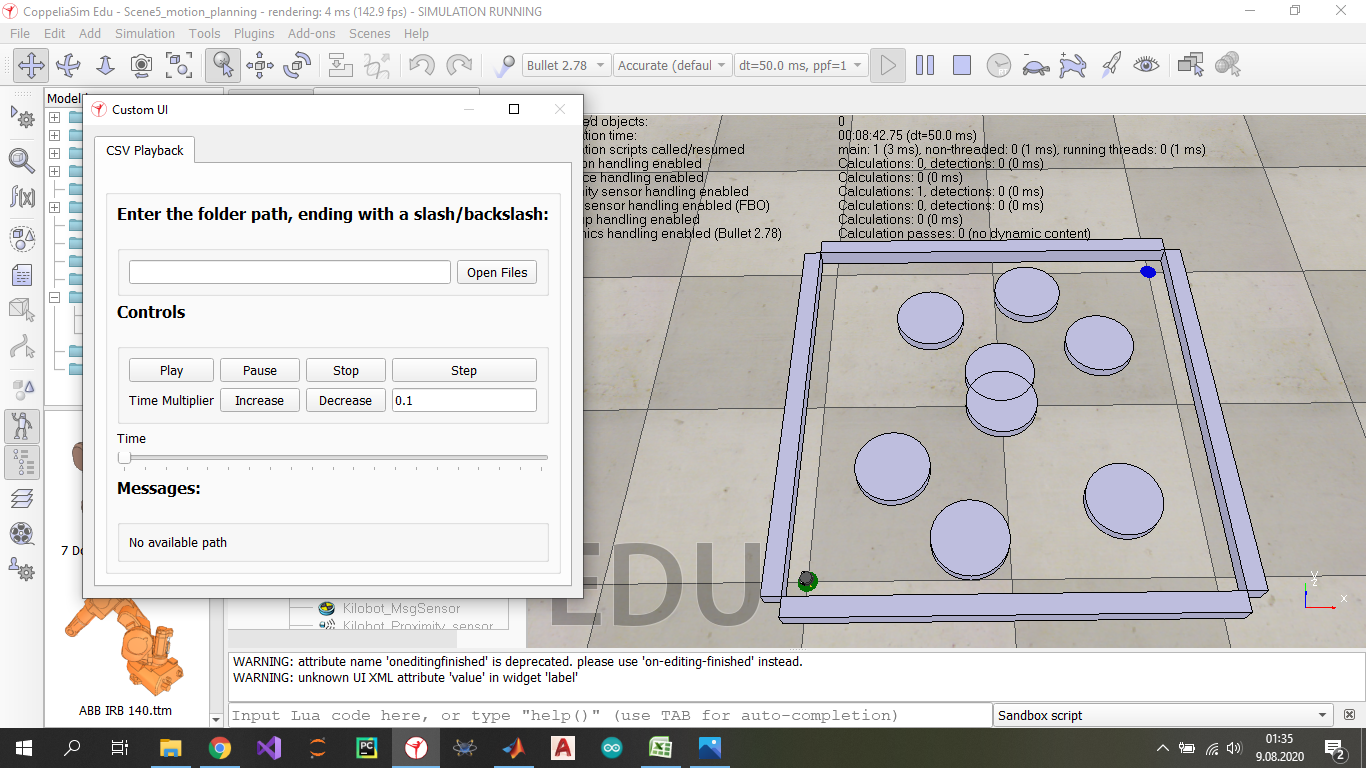 CoppeliaSim Edu - Scene5_motion_planning - rendering: 4 ms (142.9 fps) - SIMULATION RUNNING
File Edit Add Simulation Tools Plugins Add-ons Scenes Help
Bullet 2.78 Accurate (defaul dt=50.0 ms, ppf=1
f(x)
Model
Custom UI
CSV Playback
Enter the folder path, ending with a slash/backslash:
Open Files
Controls
Play Pause Stop Step
Time Multiplier Increase Decrease 0.1
Time
Messages:
No available path
ed objects: 0
tion time: 00:08:42.75 (dt=50.0 ms)
tion scripts called/resumed main: 1 (3 ms), non-threaded: 0 (1 ms), running threads: 0 (1 ms)
on handling enabled Calculations: 0, detections: 0 (0 ms)
ce handling enabled Calculations: 0 (0 ms)
ity sensor handling enabled Calculations: 1, detections: 0 (0 ms)
sensor handling enabled (FBO) Calculations: 0, detections: 0 (0 ms)
p handling enabled Calculations: 0 (0 ms)
ics handling enabled (Bullet 2.78) Calculation passes: 0 (no dynamic content)
EDU
y
z
x
7 Do
ABB IRB 140.ttm
Kilobot_MsgSensor
Kilobot_Proximity_sensor
WARNING: attribute name 'oneditingfinished' is deprecated. please use 'on-editing-finished' instead.
WARNING: unknown UI XML attribute 'value' in widget 'label'
Input Lua code here, or type "help()" (use TAB for auto-completion)
Sandbox script
PC
A
01:35
9.08.2020
2